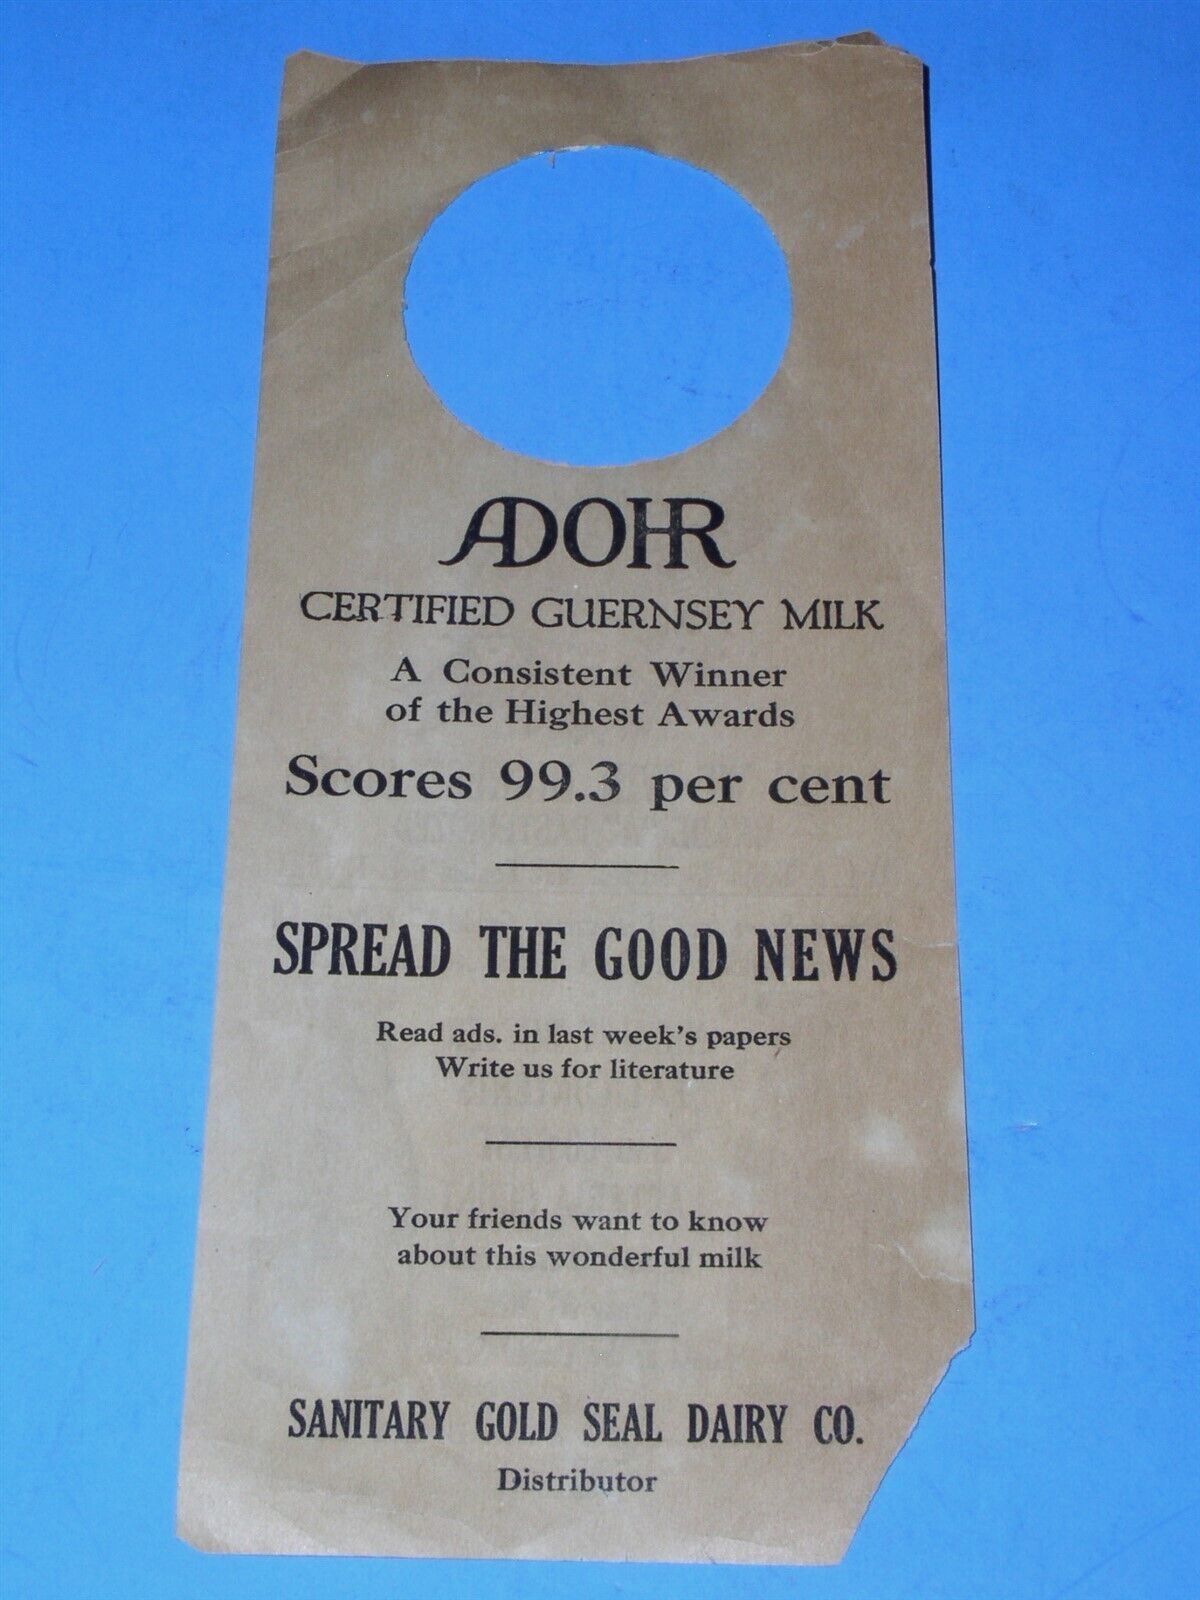 ADOHR
CERTIFIED GUERNSEY MILK
A Consistent Winner
of the Highest Awards
Scores 99.3 per cent
SPREAD THE GOOD NEWS
Read ads. in last week's papers
Write us for literature
Your friends want to know
about this wonderful milk
SANITARY GOLD SEAL DAIRY CO.
Distributor